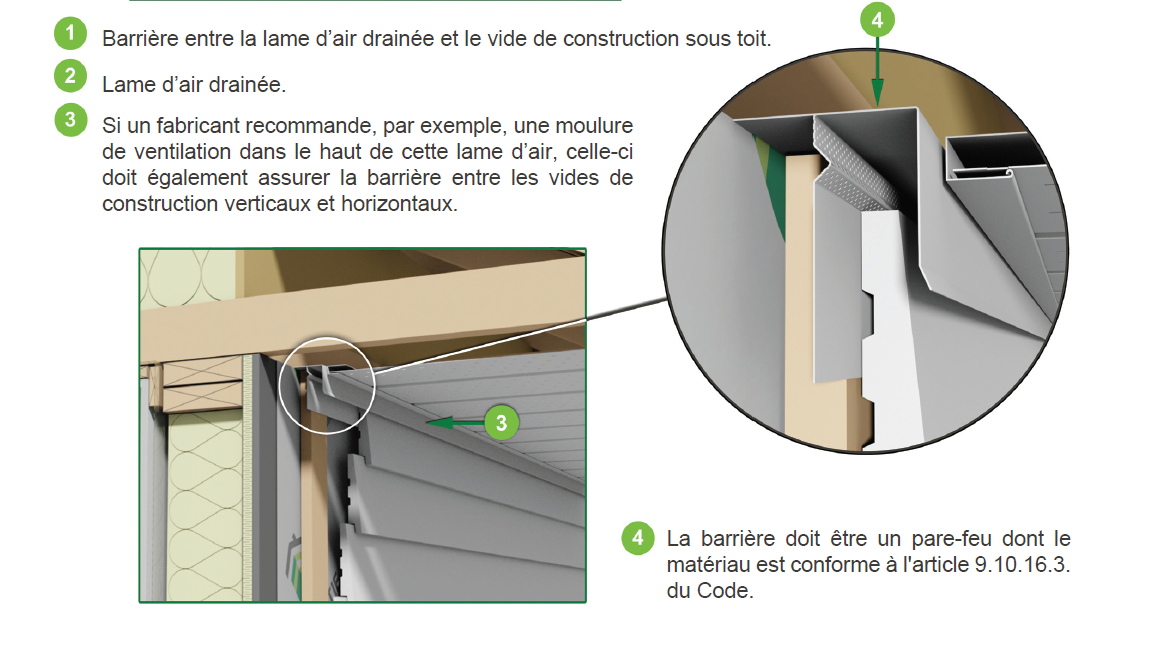 1 Barrière entre la lame d’air drainée et le vide de construction sous toit.
2 Lame d’air drainée.
3 Si un fabricant recommande, par exemple, une moulure
de ventilation dans le haut de cette lame d’air, celle-ci
doit également assurer la barrière entre les vides de
construction verticaux et horizontaux.
4
3
4 La barrière doit être un pare-feu dont le
matériau est conforme à l'article 9.10.16.3.
du Code.